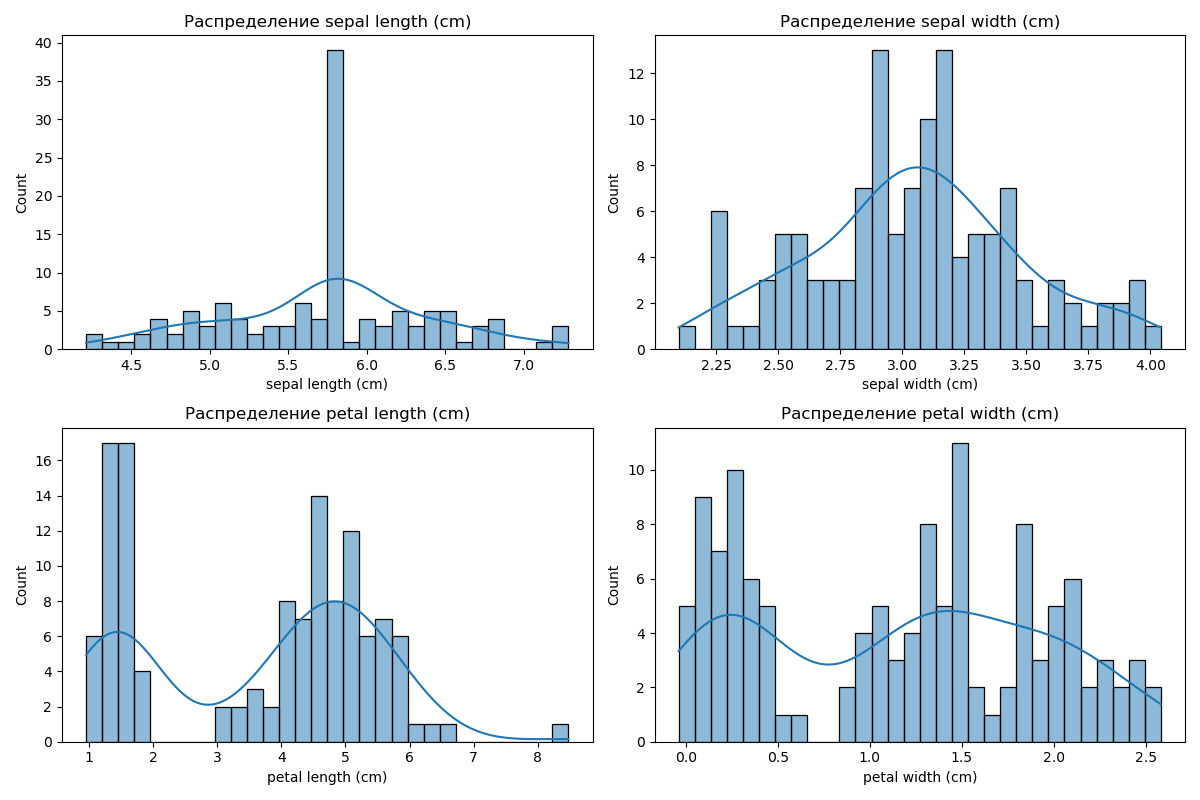 Распределение sepal length (cm)
40
35
30
25
20
15
10
5
0
Count
4.5 5.0 5.5 6.0 6.5 7.0
sepal length (cm)
Распределение sepal width (cm)
12
10
8
6
4
2
0
Count
2.25 2.50 2.75 3.00 3.25 3.50 3.75 4.00
sepal width (cm)
Распределение petal length (cm)
16
14
12
10
8
6
4
2
0
Count
1 2 3 4 5 6 7 8
petal length (cm)
Распределение petal width (cm)
10
8
6
4
2
0
Count
0.0 0.5 1.0 1.5 2.0 2.5
petal width (cm)